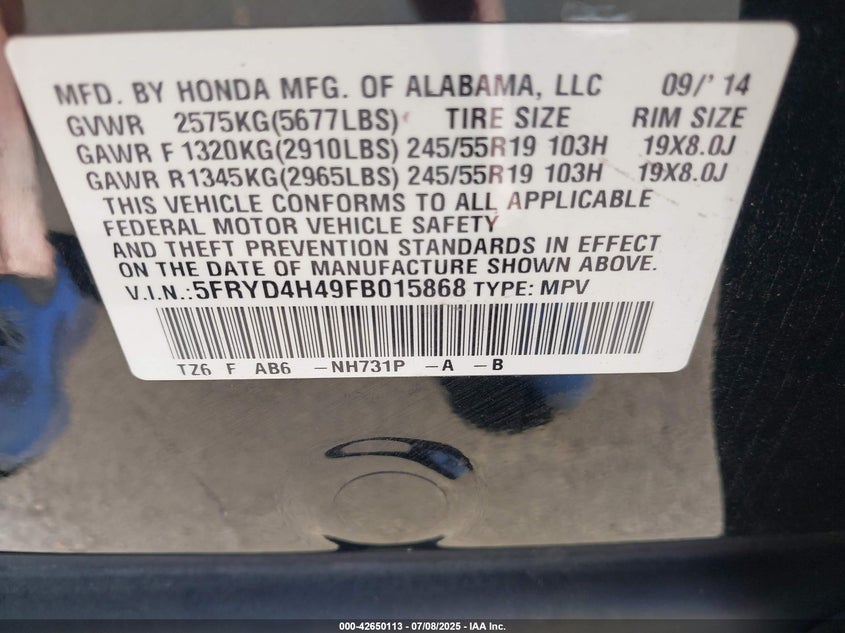 MFD. BY HONDA MFG. OF ALABAMA, LLC 09/'14
GVWR 2575KG(5677LBS) TIRE SIZE RIM SIZE
GAWR F 1320KG(2910LBS) 245/55R19 103H 19X8.0J
GAWR R1345KG(2965LBS) 245/55R19 103H 19X8.0J
THIS VEHICLE CONFORMS TO ALL APPLICABLE
FEDERAL MOTOR VEHICLE SAFETY
AND THEFT PREVENTION STANDARDS IN EFFECT
ON THE DATE OF MANUFACTURE SHOWN ABOVE.
V.I.N.:5FRYD4H49FB015868 TYPE: MPV
TZ6 F AB6 –NH731P –A –B
000-42650113 - 07/08/2025 - IAA Inc.